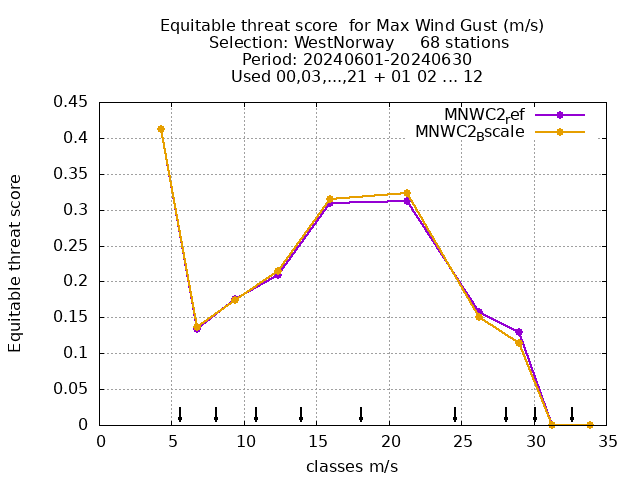 Equitable threat score  for Max Wind Gust (m/s)
Selection: WestNorway     68 stations
Period: 20240601-20240630
Used 00,03,...,21 + 01 02 ... 12
MNWC2ref
MNWC2Bscale
0.45
0.4
0.35
0.3
0.25
0.2
0.15
0.1
0.05
0
Equitable threat score
0 5 10 15 20 25 30 35
classes m/s